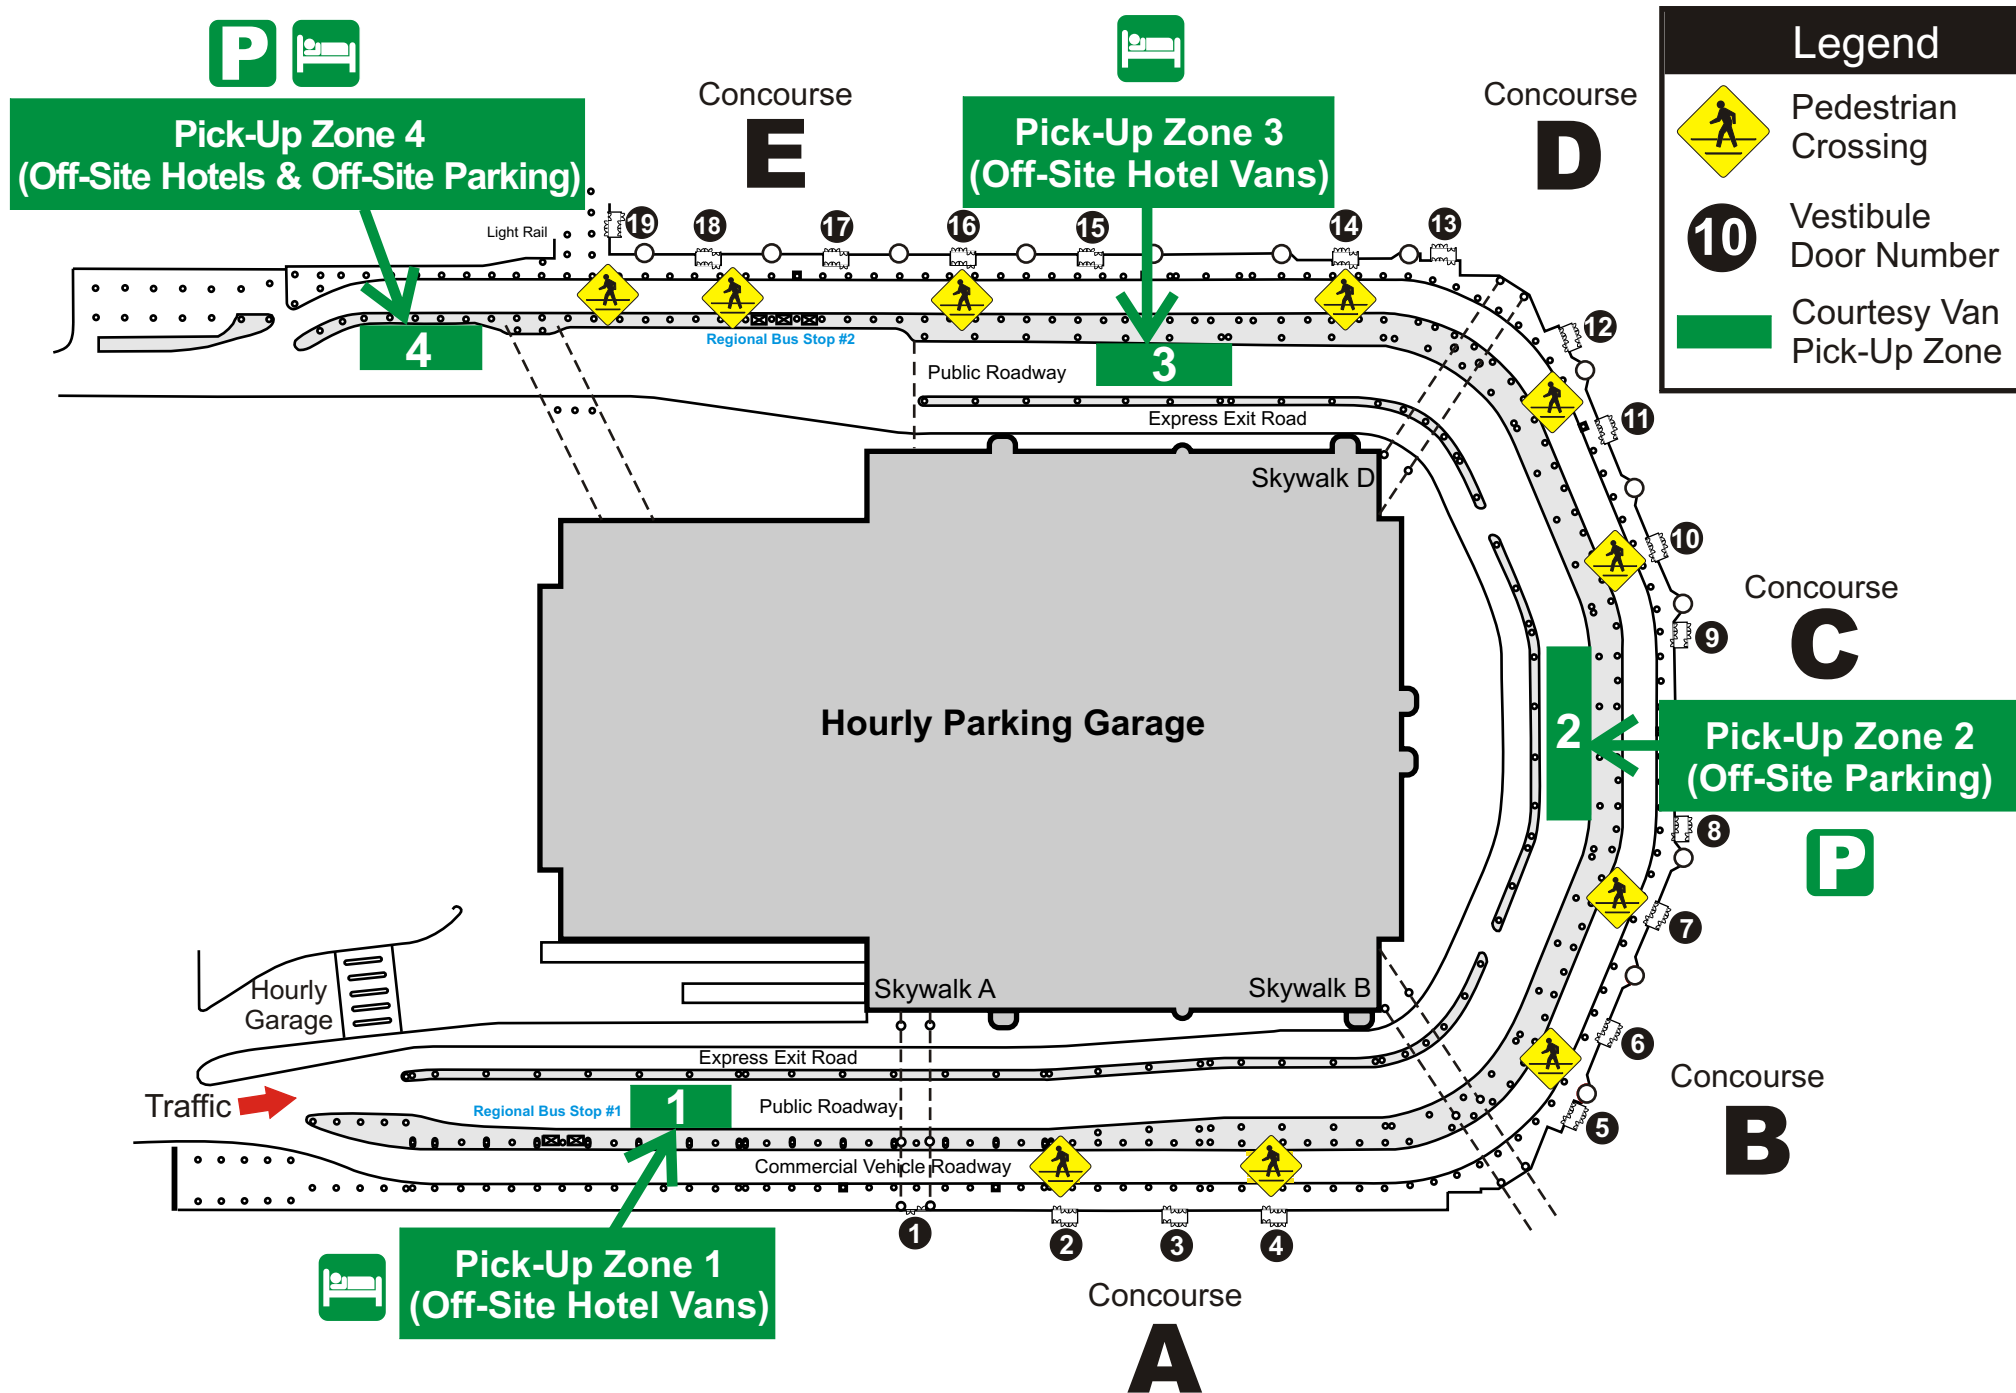 P
Pick-Up Zone 4
(Off-Site Hotels & Off-Site Parking)
Concourse
E
Pick-Up Zone 3
(Off-Site Hotel Vans)
Concourse
D
Legend
Pedestrian
Crossing
10
Vestibule
Door Number
Courtesy Van
Pick-Up Zone
Light Rail
19
18
17
16
15
14
13
12
11
10
9
8
7
6
5
4
3
2
1
4
Regional Bus Stop #2
Public Roadway
3
Express Exit Road
Skywalk D
Concourse
C
Hourly Parking Garage
2
Pick-Up Zone 2
(Off-Site Parking)
P
Skywalk A
Skywalk B
Hourly
Garage
Express Exit Road
Traffic
Regional Bus Stop #1
1
Public Roadway
Commercial Vehicle Roadway
Concourse
B
Pick-Up Zone 1
(Off-Site Hotel Vans)
Concourse
A